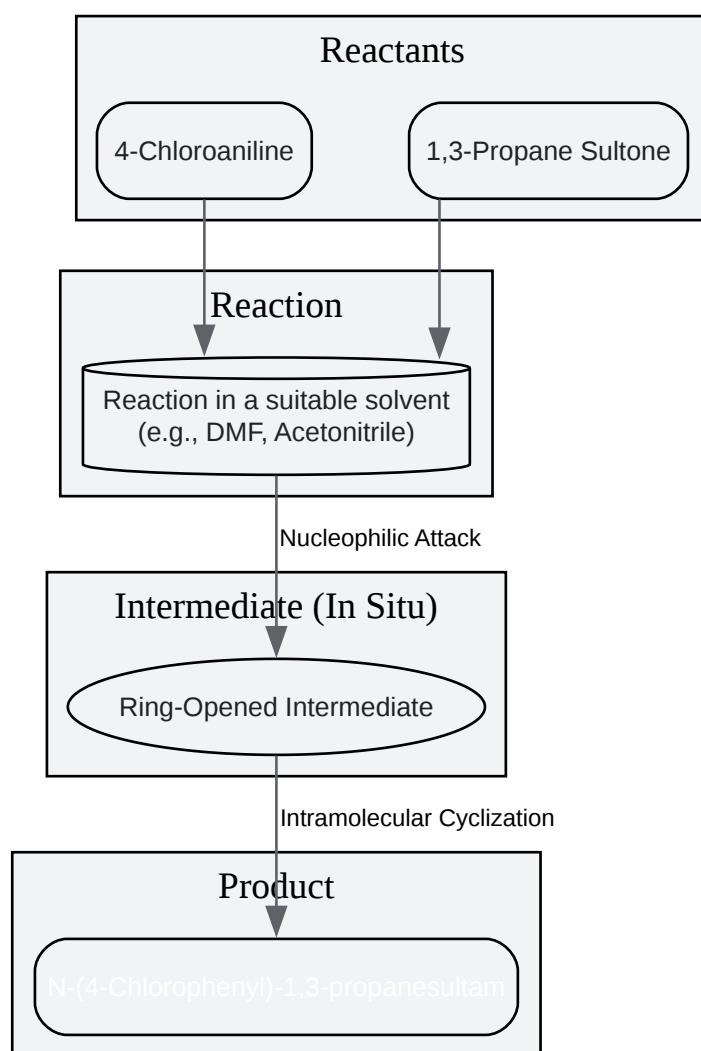 Reactants
4-Chloroaniline
1,3-Propane Sultone
Reaction
Reaction in a suitable solvent
(e.g., DMF, Acetonitrile)
Nucleophilic Attack
Intermediate (In Situ)
Ring-Opened Intermediate
Intramolecular Cyclization
Product
N-(4-Chlorophenyl)-1,3-propanesultam